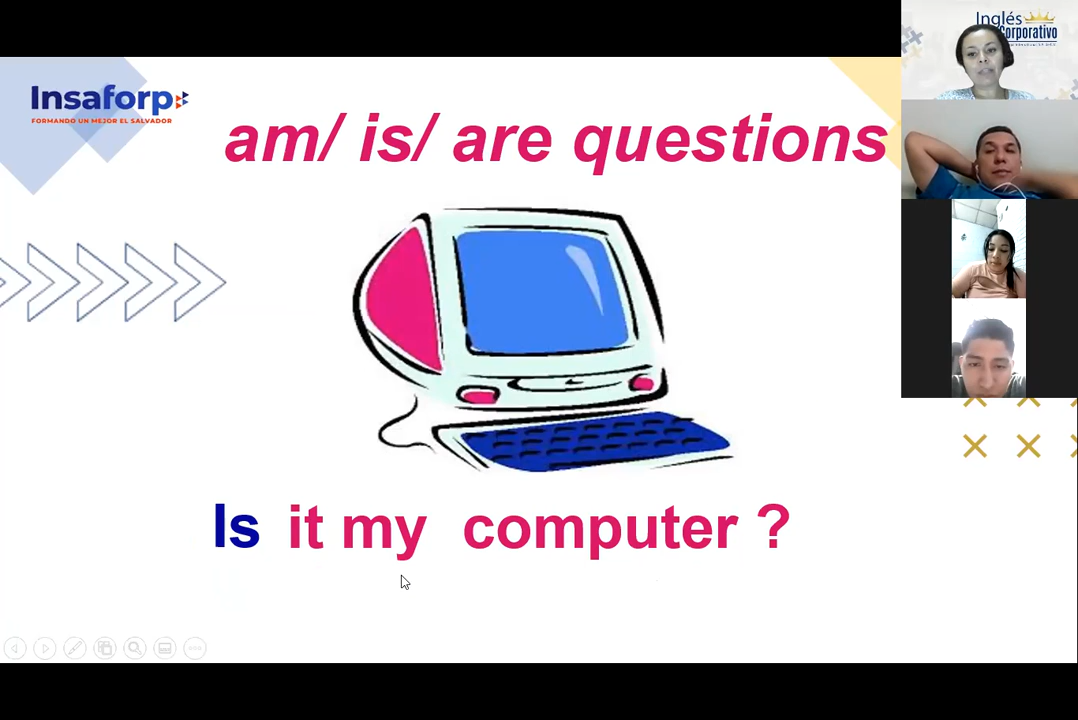 Insaforp
FORMANDO UN MEJOR EL SALVADOR
am/ is/ are questions
Is it my computer ?
Inglés
Corporativo